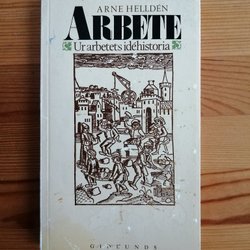 ARNE HELLDÉN
ARBETE
Ur arbetets idéhistoria
GIDLUNDS